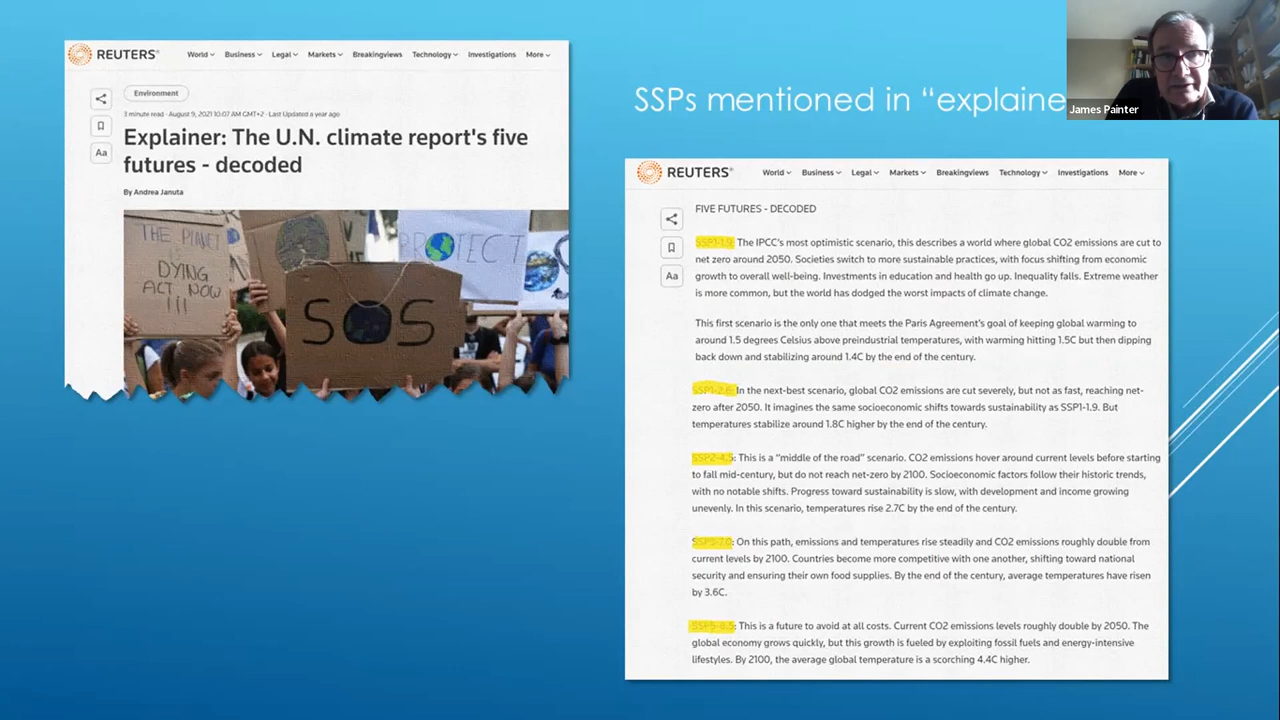 REUTERS®
World Business Legal Markets Breakingviews Technology Investigations More
Environment
3 minute read · August 9, 2021 10:07 AM GMT+2 · Last Updated a year ago
Aa
Explainer: The U.N. climate report's five
futures - decoded
By Andrea Januta
THE PLANET
DYING
ACT NOW
!!!
PROTECT
SOS
SSPs mentioned in “explaine
James Painter
REUTERS®
World Business Legal Markets Breakingviews Technology Investigations More
Aa
FIVE FUTURES - DECODED
SSP1-1.9: The IPCC’s most optimistic scenario, this describes a world where global CO2 emissions are cut to
net zero around 2050. Societies switch to more sustainable practices, with focus shifting from economic
growth to overall well-being. Investments in education and health go up. Inequality falls. Extreme weather
is more common, but the world has dodged the worst impacts of climate change.
This first scenario is the only one that meets the Paris Agreement’s goal of keeping global warming to
around 1.5 degrees Celsius above preindustrial temperatures, with warming hitting 1.5C but then dipping
back down and stabilizing around 1.4C by the end of the century.
SSP1-2.6: In the next-best scenario, global CO2 emissions are cut severely, but not as fast, reaching net-
zero after 2050. It imagines the same socioeconomic shifts towards sustainability as SSP1-1.9. But
temperatures stabilize around 1.8C higher by the end of the century.
SSP2-4.5: This is a “middle of the road” scenario. CO2 emissions hover around current levels before starting
to fall mid-century, but do not reach net-zero by 2100. Socioeconomic factors follow their historic trends,
with no notable shifts. Progress toward sustainability is slow, with development and income growing
unevenly. In this scenario, temperatures rise 2.7C by the end of the century.
SSP3-7.0: On this path, emissions and temperatures rise steadily and CO2 emissions roughly double from
current levels by 2100. Countries become more competitive with one another, shifting toward national
security and ensuring their own food supplies. By the end of the century, average temperatures have risen
by 3.6C.
SSP5-8.5: This is a future to avoid at all costs. Current CO2 emissions levels roughly double by 2050. The
global economy grows quickly, but this growth is fueled by exploiting fossil fuels and energy-intensive
lifestyles. By 2100, the average global temperature is a scorching 4.4C higher.